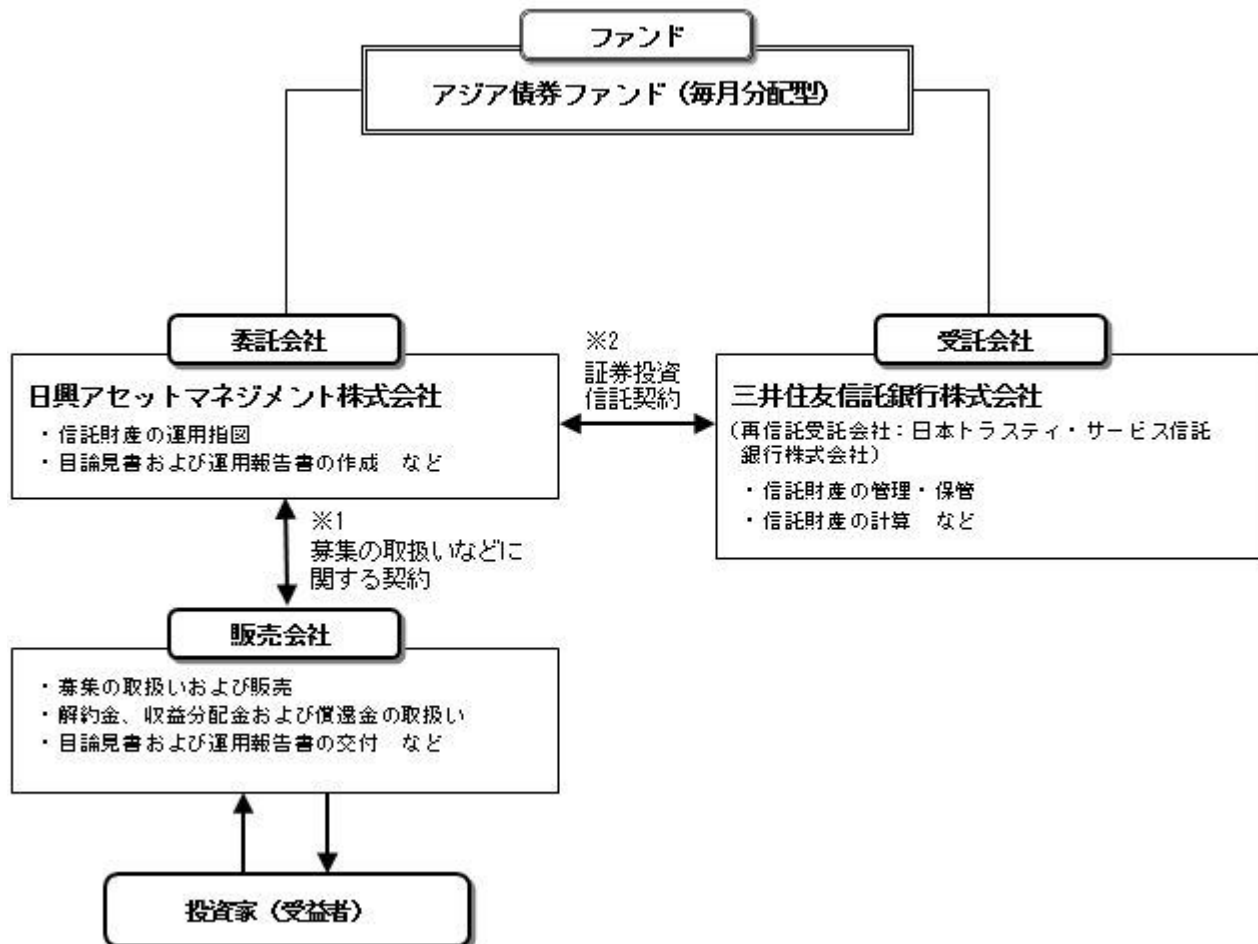 ファンド
アジア債券ファンド（毎月分配型）
委託会社
日興アセットマネジメント株式会社
・信託財産の運用指図
・目論見書および運用報告書の作成　など
※2
証券投資
信託契約
受託会社
三井住友信託銀行株式会社
（再信託受託会社：日本トラスティ・サービス信託
銀行株式会社）
・信託財産の管理・保管
・信託財産の計算　など
※1
募集の取扱いなどに
関する契約
販売会社
・募集の取扱いおよび販売
・解約金、収益分配金および償還金の取扱い
・目論見書および運用報告書の交付　など
投資家（受益者）